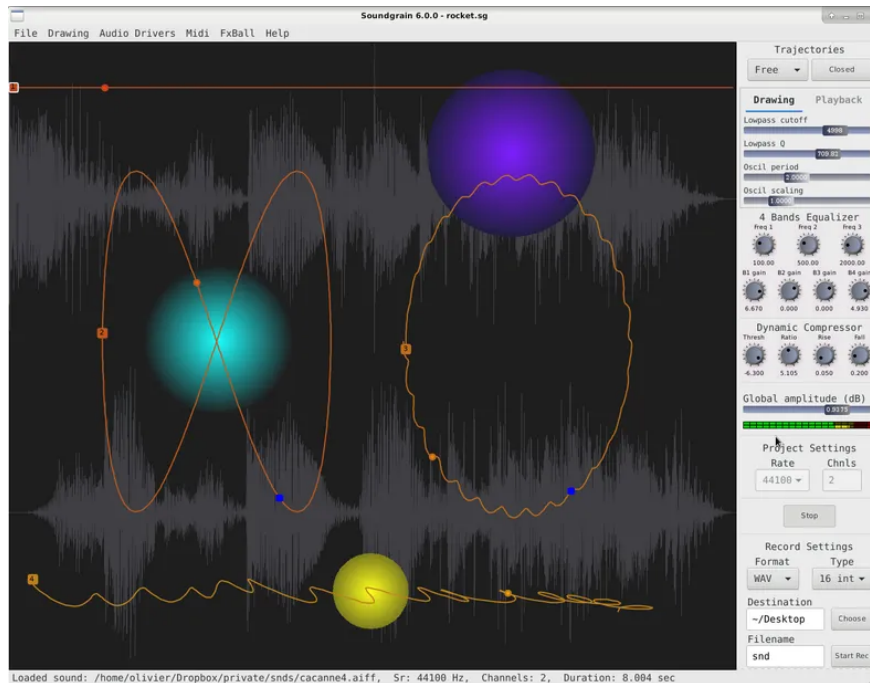 Soundgrain 6.0.0 - rocket.sg
File Drawing Audio Drivers Midi FxBall Help
Trajectories
Free Closed
Drawing Playback
Lowpass cutoff
4998
Lowpass Q
709.82
Oscil period
2.0000
Oscil scaling
1.0000
4 Bands Equalizer
Freq 1 Freq 2 Freq 3
100.00 500.00 2000.00
B1 gain B2 gain B3 gain B4 gain
6.670 0.000 0.000 4.930
Dynamic Compressor
Thresh Ratio Rise Fall
-6.300 5.105 0.050 0.200
Global amplitude (dB)
0.9175
Project Settings
Rate Chnls
44100 2
Stop
Record Settings
Format Type
WAV 16 int
Destination
~/Desktop Choose
Filename
snd Start Rec
1
2
3
4
Loaded sound: /home/olivier/Dropbox/private/snds/cacanne4.aiff, Sr: 44100 Hz, Channels: 2, Duration: 8.004 sec